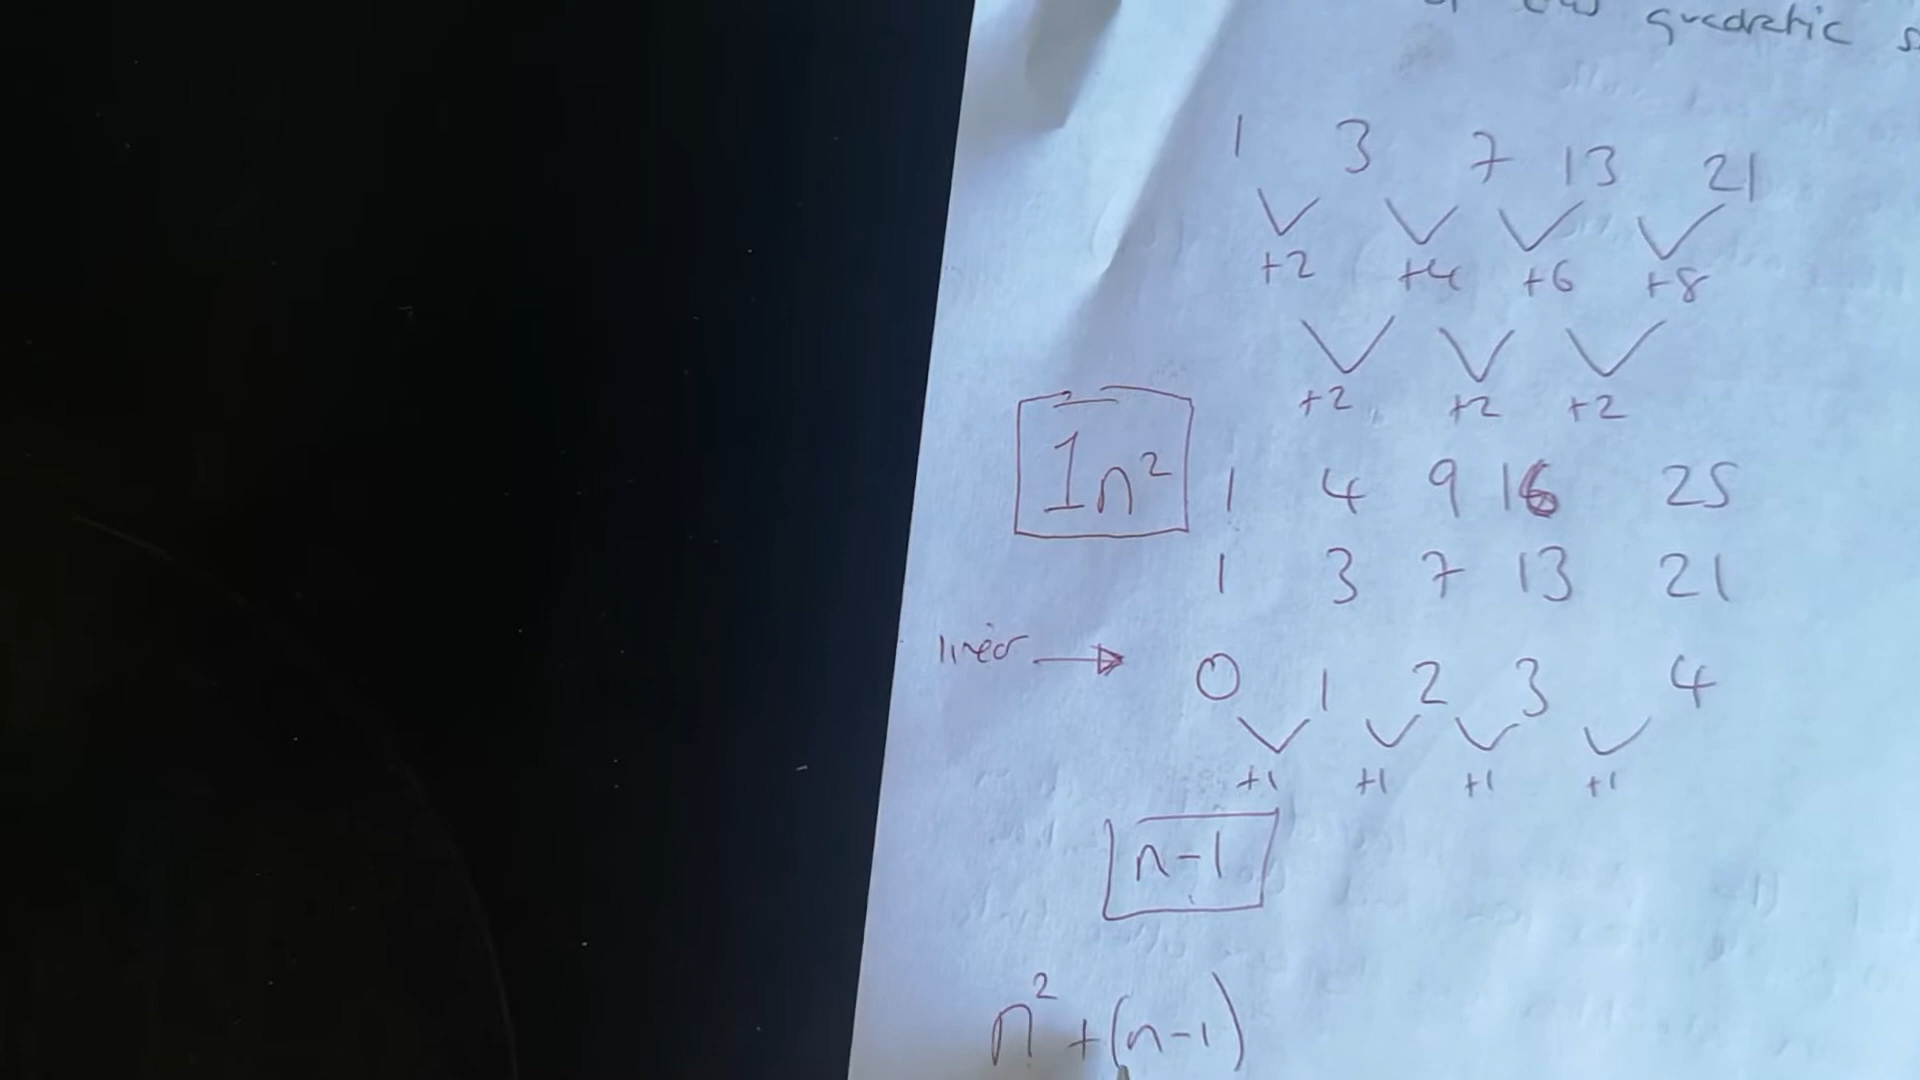 quadratic
1 3 7 13 21
+2 +4 +6 +8
+2 +2 +2
1n² 1 4 9 16 25
1 3 7 13 21
linear → 0 1 2 3 4
+1 +1 +1 +1
n-1
n² + (n-1)